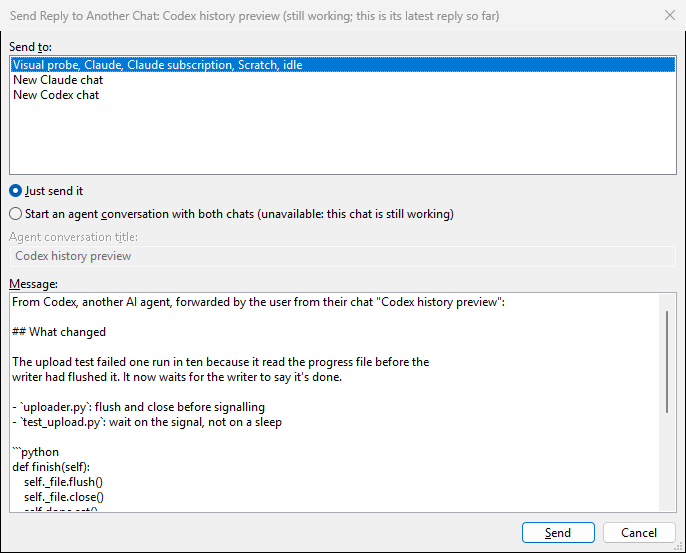 Send Reply to Another Chat: Codex history preview (still working; this is its latest reply so far)
Send to:
Visual probe, Claude, Claude subscription, Scratch, idle
New Claude chat
New Codex chat
Just send it
Start an agent conversation with both chats (unavailable: this chat is still working)
Agent conversation title:
Codex history preview
Message:
From Codex, another AI agent, forwarded by the user from their chat "Codex history preview":
## What changed
The upload test failed one run in ten because it read the progress file before the
writer had flushed it. It now waits for the writer to say it's done.
- `uploader.py`: flush and close before signalling
- `test_upload.py`: wait on the signal, not on a sleep
```python
def finish(self):
    self._file.flush()
    self._file.close()
Send
Cancel